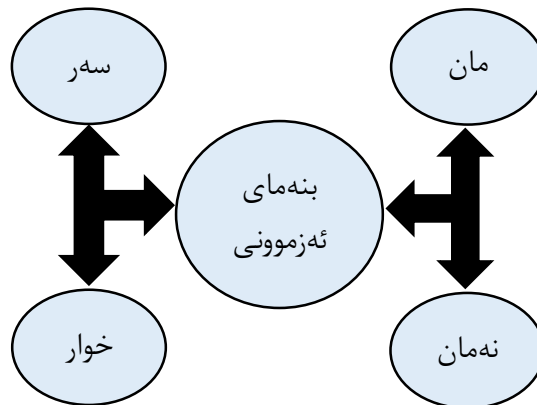 مان
سەر
بنەمای
ئەزموونی
نەمان
خوار